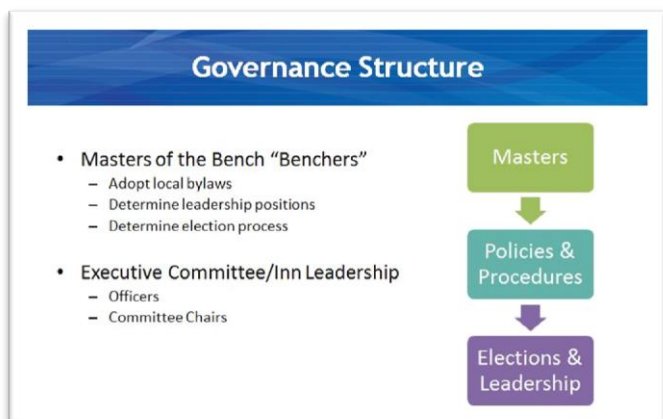 Governance Structure
• Masters of the Bench “Benchers”
– Adopt local bylaws
– Determine leadership positions
– Determine election process
• Executive Committee/Inn Leadership
– Officers
– Committee Chairs
Masters
Policies &
Procedures
Elections &
Leadership